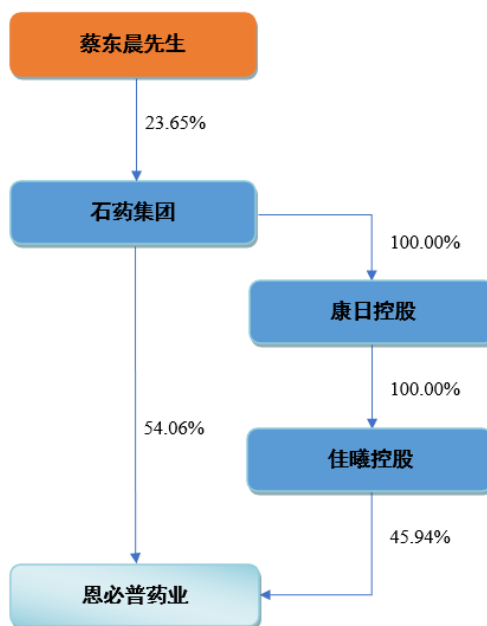 蔡东晨先生
23.65%
石药集团
100.00%
康日控股
100.00%
54.06%
佳曦控股
45.94%
恩必普药业